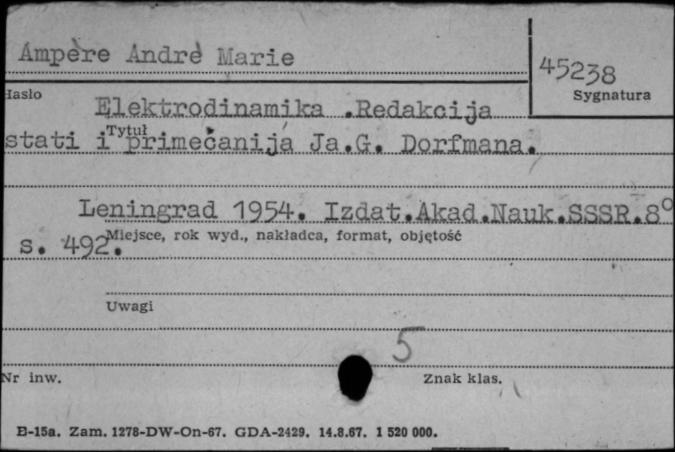 Ampère André Marie
45238
Hasło
Sygnatura
Elektrodinamika .Redakcija
Tytuł
stati i primečanija Ja.G. Dorfmana.
Leningrad 1954. Izdat.Akad.Nauk.SSSR.8°
Miejsce, rok wyd., nakładca, format, objętość
s. 492.
Uwagi
5
Nr inw.
Znak klas.
B-15a. Zam. 1278-DW-On-67. GDA-2429. 14.8.67. 1 520 000.